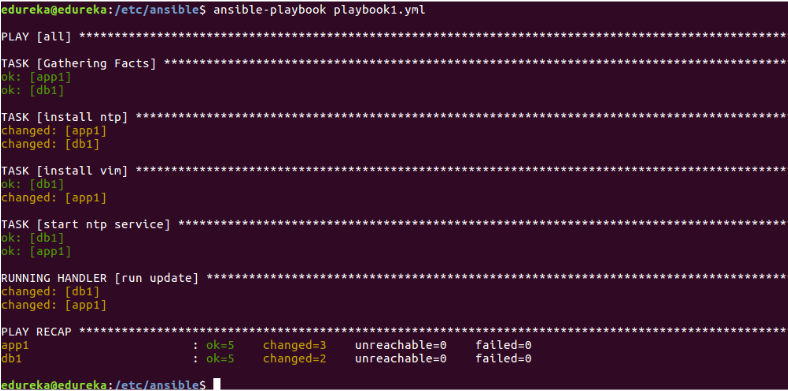 edureka@edureka:/etc/ansible$ ansible-playbook playbook1.yml
PLAY [all] *********************************************************************************************************
TASK [Gathering Facts] *********************************************************************************************
ok: [app1]
ok: [db1]
TASK [install ntp] *************************************************************************************************
changed: [app1]
changed: [db1]
TASK [install vim] *************************************************************************************************
ok: [db1]
changed: [app1]
TASK [start ntp service] *******************************************************************************************
ok: [db1]
ok: [app1]
RUNNING HANDLER [run update] ***************************************************************************************
changed: [db1]
changed: [app1]
PLAY RECAP *********************************************************************************************************
app1                       : ok=5    changed=3    unreachable=0    failed=0
db1                        : ok=5    changed=2    unreachable=0    failed=0
edureka@edureka:/etc/ansible$